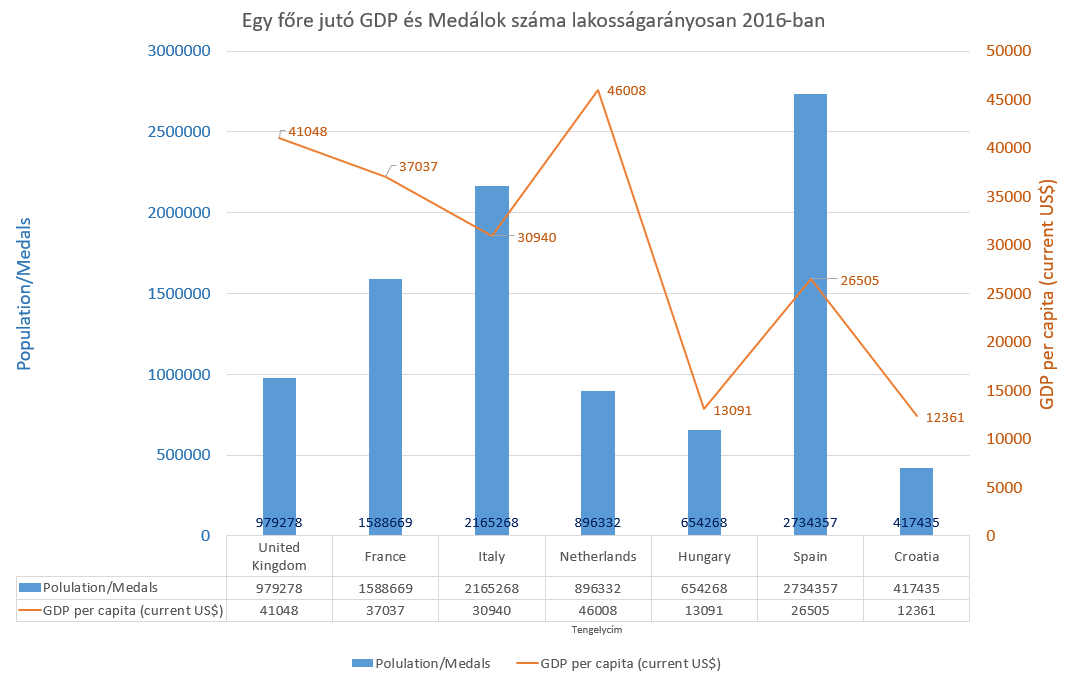 Egy főre jutó GDP és Medálok száma lakosságarányosan 2016-ban
3000000
2500000
2000000
1500000
1000000
500000
0
Population/Medals
50000
45000
40000
35000
30000
25000
20000
15000
10000
5000
0
GDP per capita (current US$)
41048
37037
30940
46008
13091
26505
12361
979278 1588669 2165268 896332 654268 2734357 417435
United Kingdom France Italy Netherlands Hungary Spain Croatia
Polulation/Medals 979278 1588669 2165268 896332 654268 2734357 417435
GDP per capita (current US$) 41048 37037 30940 46008 13091 26505 12361
Tengelycím
Polulation/Medals GDP per capita (current US$)